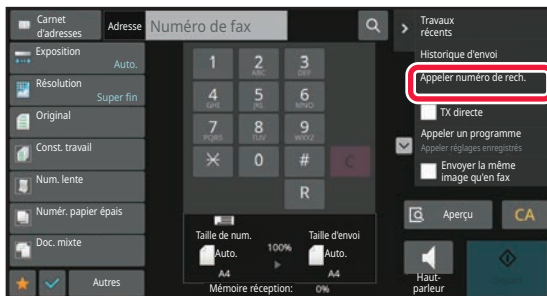 Carnet
d'adresses
Adresse
Numéro de fax
Travaux
récents
Historique d'envoi
Appeler numéro de rech.
TX directe
Appeler un programme
Appeler réglages enregistrés
Envoyer la même
image qu'en fax
Exposition
Auto.
Résolution
Super fin
Original
Const. travail
Num. lente
Numér. papier
épais
Doc. mixte
Autres
1
2
ABC
3
DEF
4
GHI
5
JKL
6
MNO
7
PQRS
8
TUV
9
WXYZ
0
#
C
R
Taille de num.
Auto.
A4
100%
Taille d'envoi
Auto.
A4
Mémoire réception: 0%
Aperçu
CA
Haut-
parleur